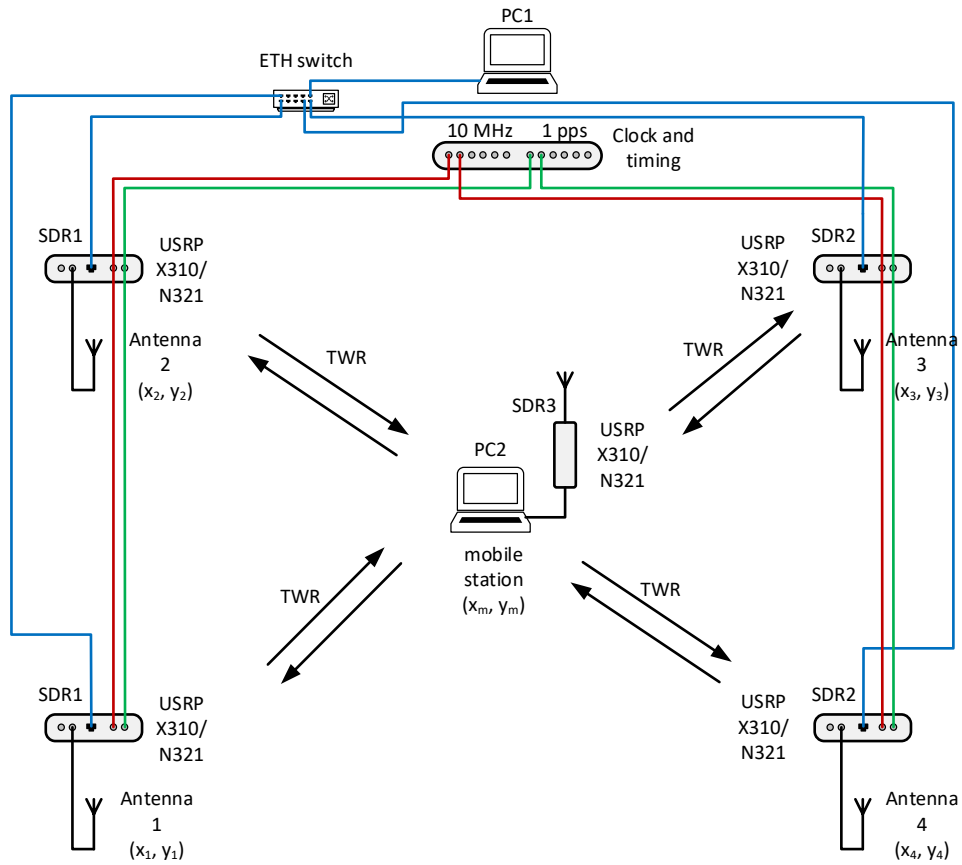 PC1
ETH switch
10 MHz
1 pps
Clock and
timing
SDR1
USRP
X310/
N321
USRP
X310/
N321
SDR2
Antenna
2
(x₂, y₂)
TWR
TWR
Antenna
3
(x₃, y₃)
SDR3
USRP
X310/
N321
PC2
mobile
station
(xₘ, yₘ)
TWR
TWR
SDR1
USRP
X310/
N321
USRP
X310/
N321
SDR2
Antenna
1
(x₁, y₁)
Antenna
4
(x₄, y₄)